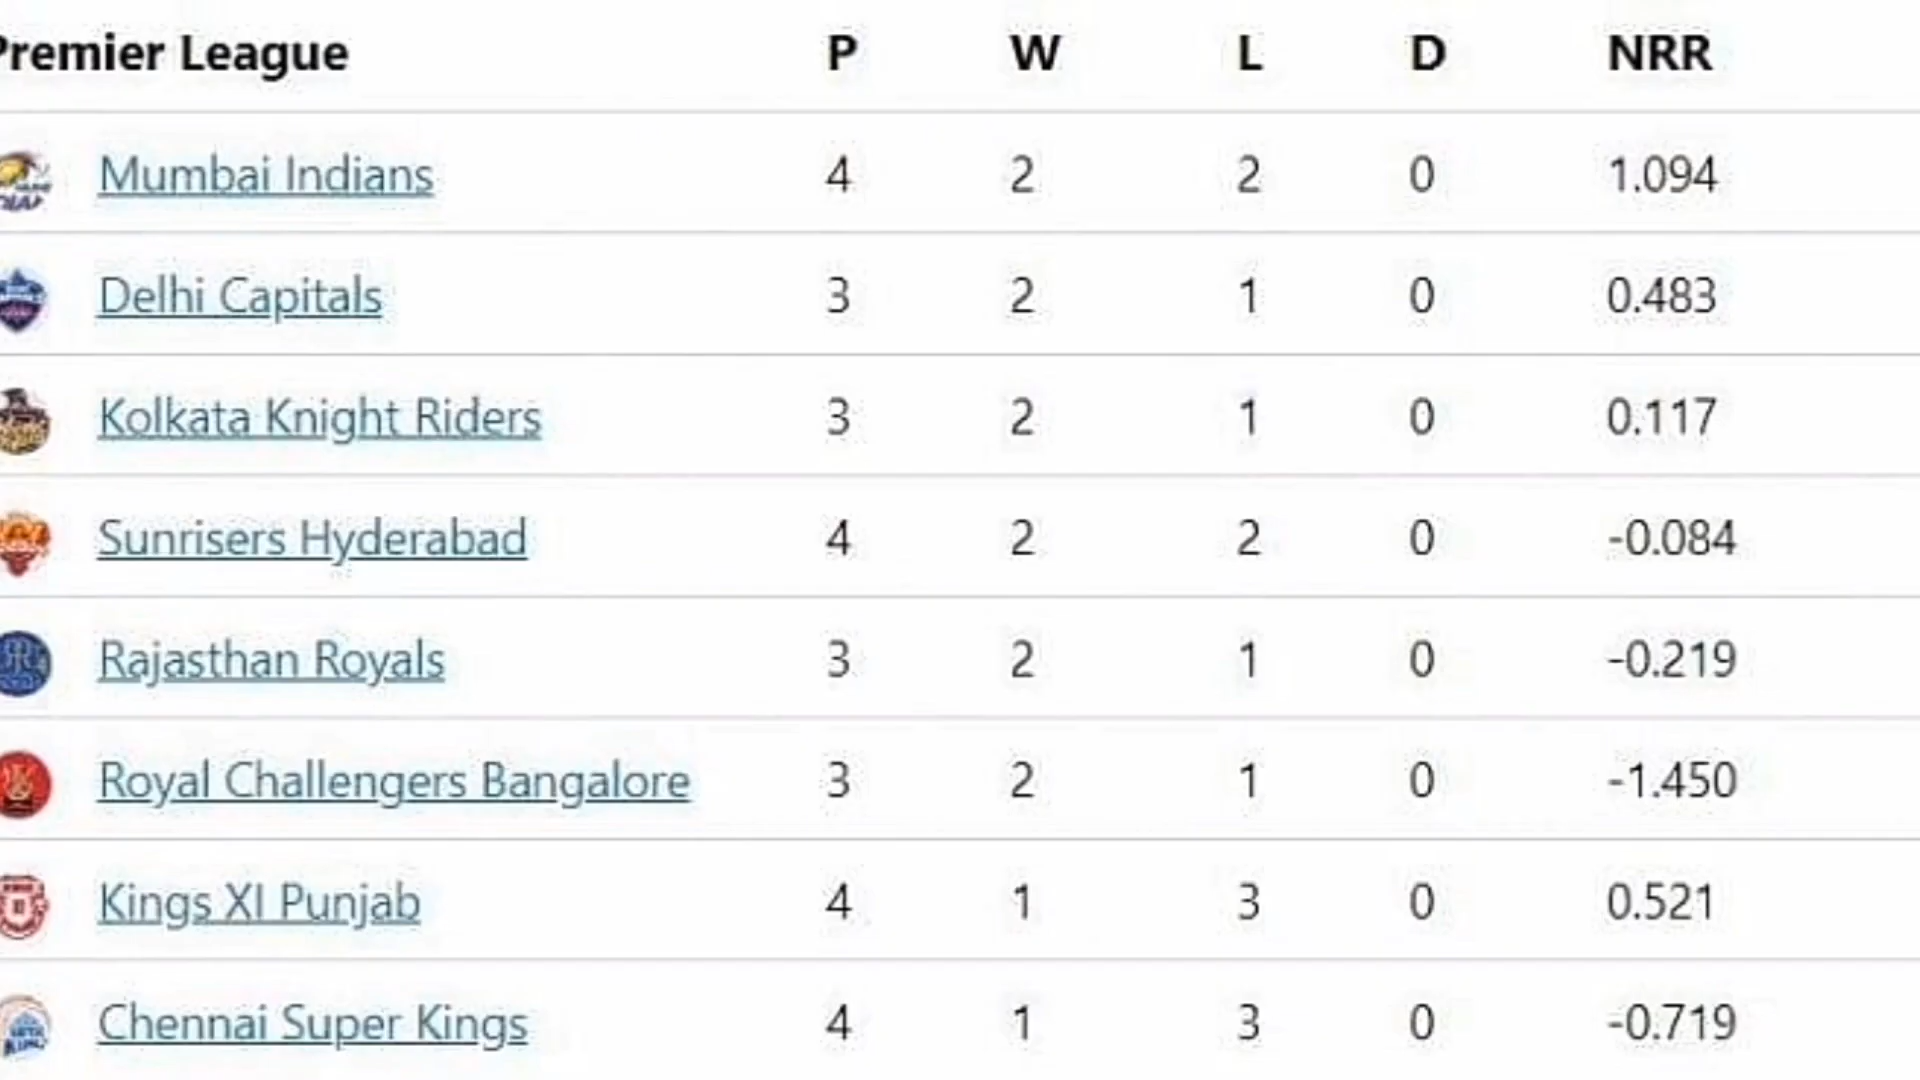 Premier League P W L D NRR
Mumbai Indians 4 2 2 0 1.094
Delhi Capitals 3 2 1 0 0.483
Kolkata Knight Riders 3 2 1 0 0.117
Sunrisers Hyderabad 4 2 2 0 -0.084
Rajasthan Royals 3 2 1 0 -0.219
Royal Challengers Bangalore 3 2 1 0 -1.450
Kings XI Punjab 4 1 3 0 0.521
Chennai Super Kings 4 1 3 0 -0.719